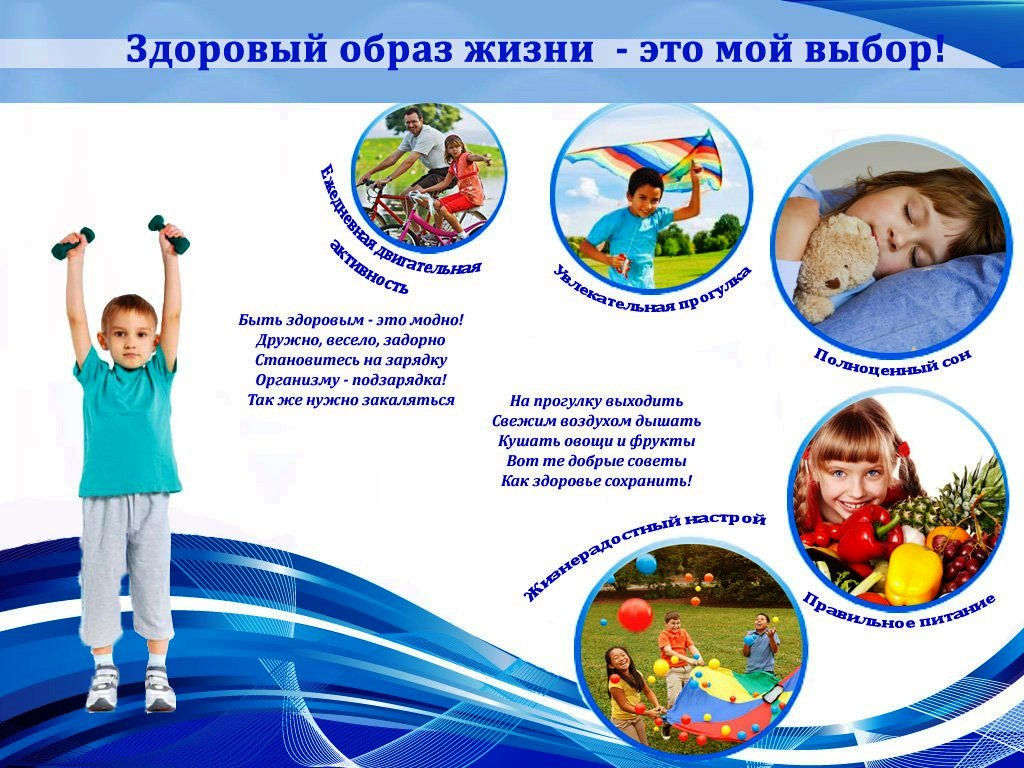 Здоровый образ жизни - это мой выбор!
Ежедневная двигательная
активность
Увлекательная прогулка
Полноценный сон
Быть здоровым - это модно!
Дружно, весело, задорно
Становитесь на зарядку
Организму - подзарядка!
Так же нужно закаляться
На прогулку выходить
Свежим воздухом дышать
Кушать овощи и фрукты
Вот те добрые советы
Как здоровье сохранить!
Жизнерадостный настрой
Правильное питание